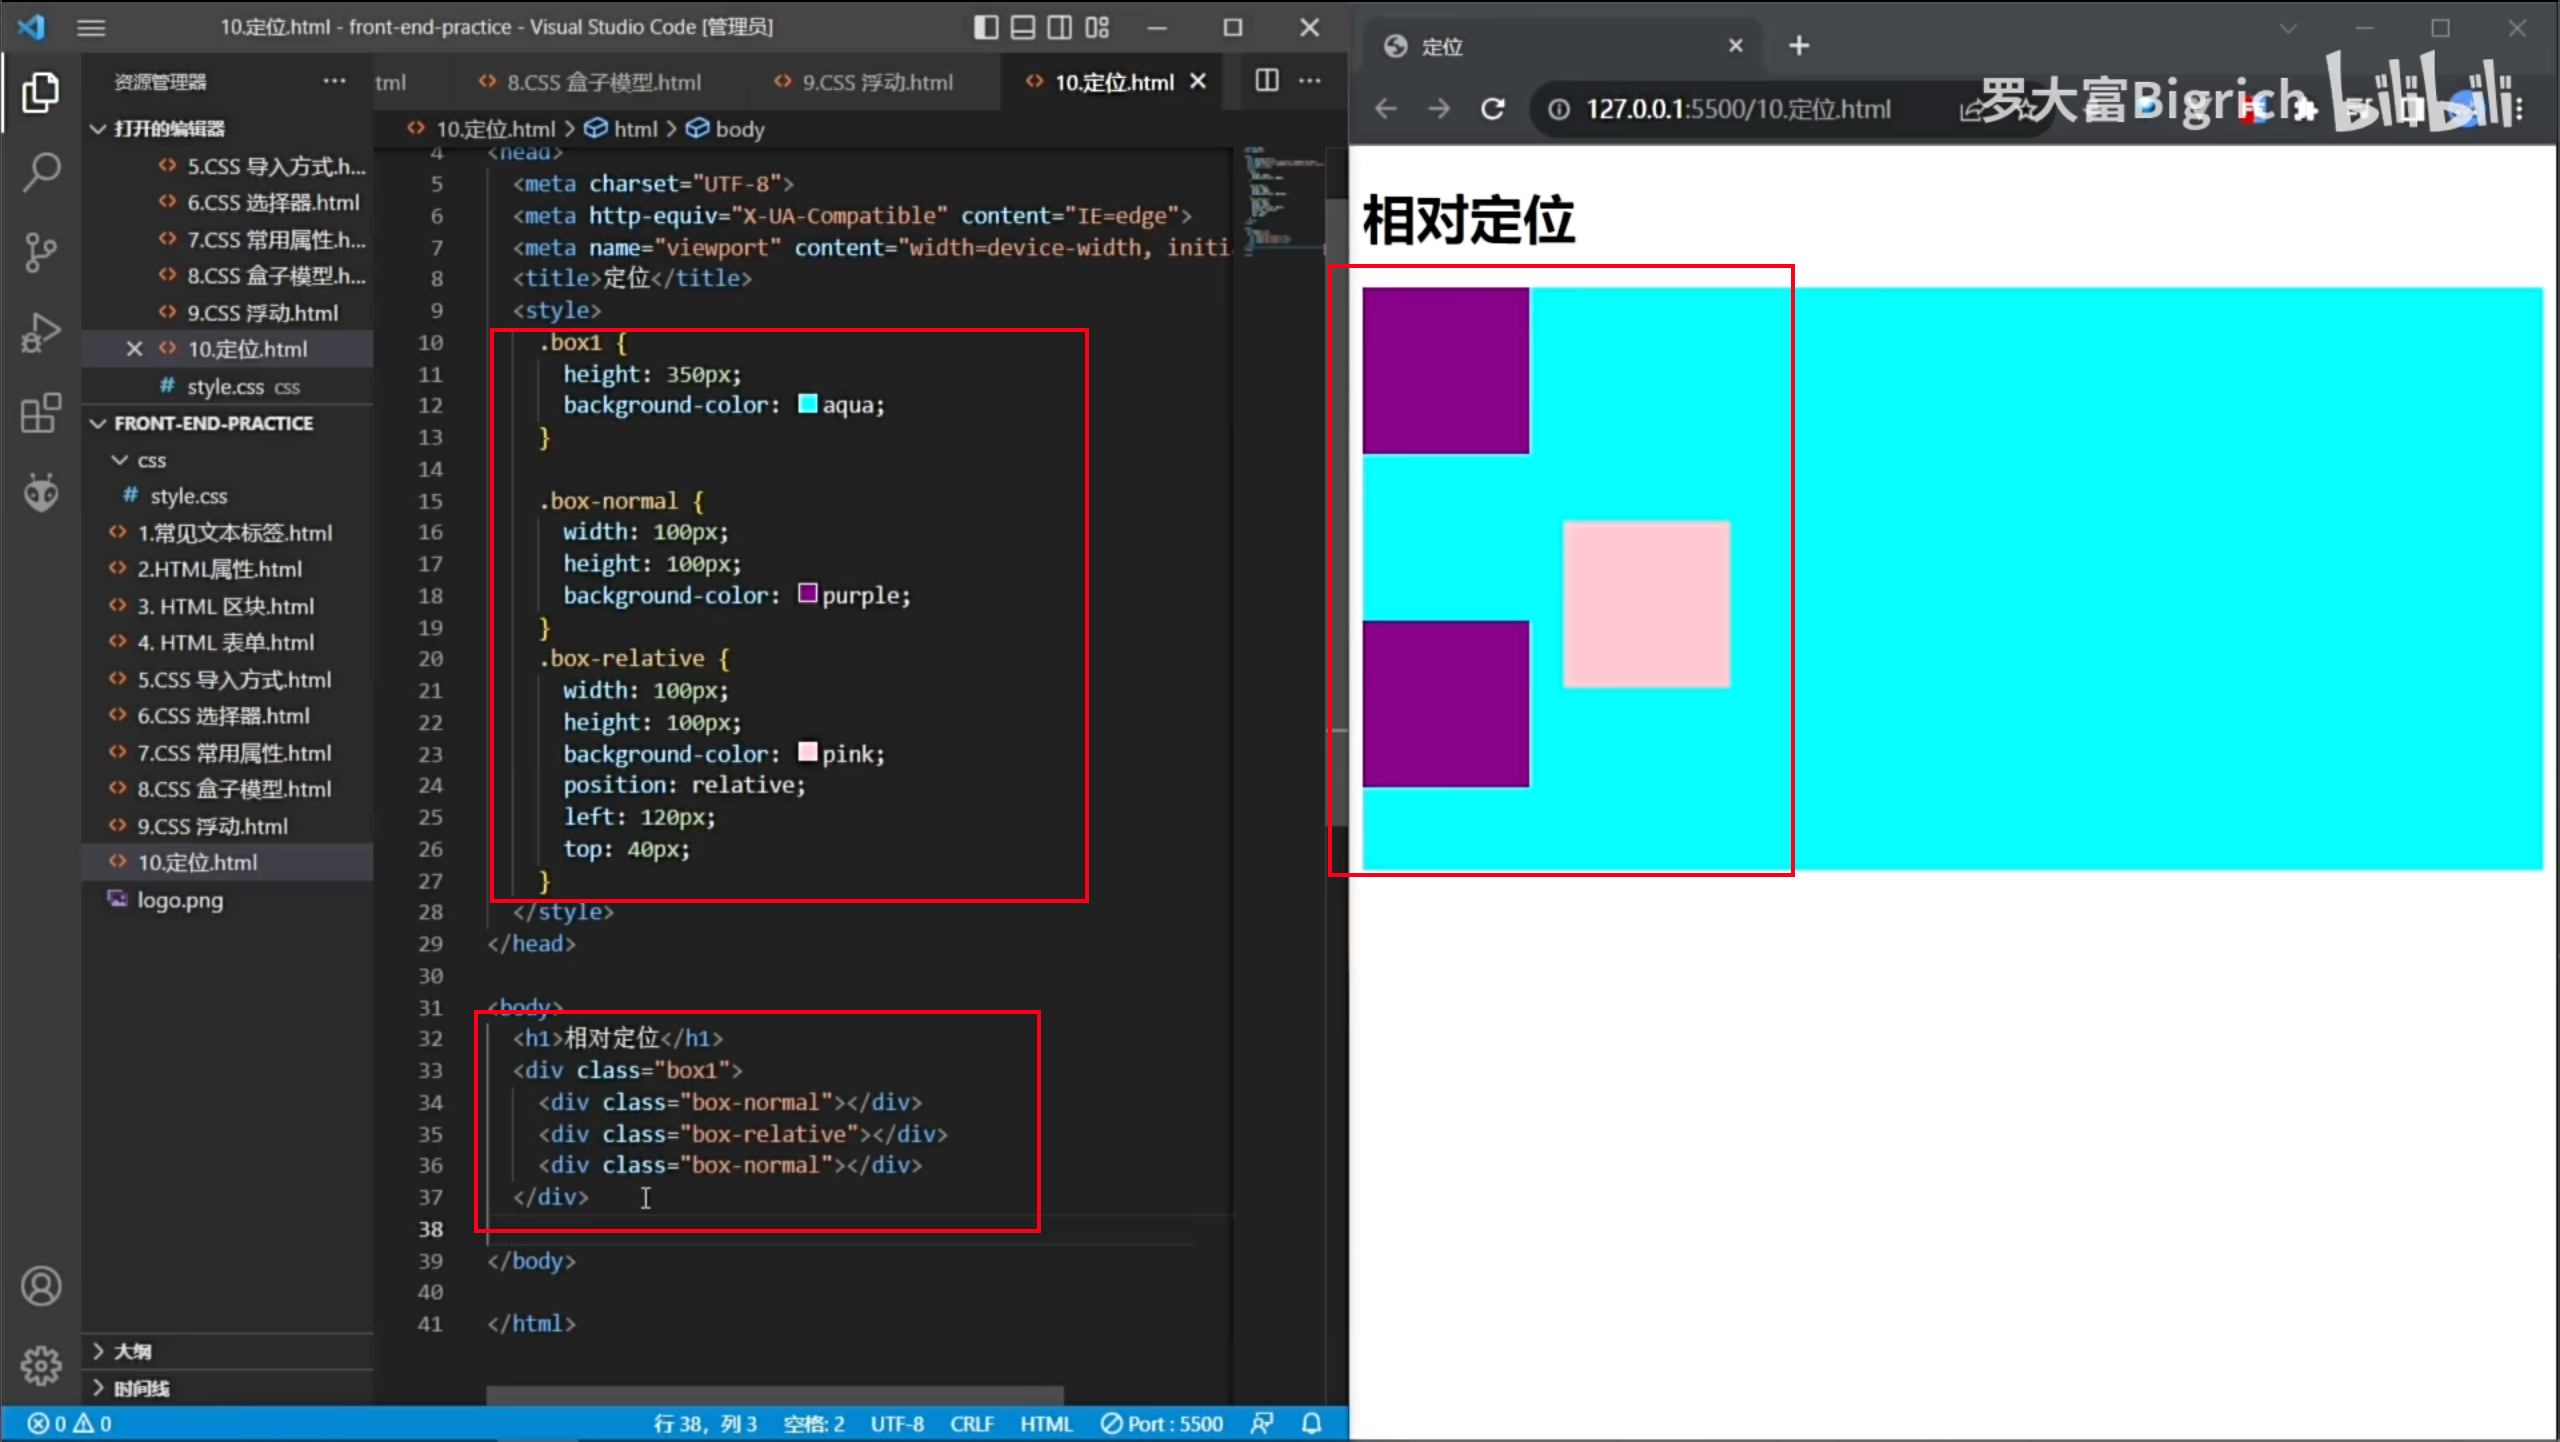 10.定位.html - front-end-practice - Visual Studio Code [管理员]
资源管理器
打开的编辑器
5.CSS 导入方式.h...
6.CSS 选择器.html
7.CSS 常用属性.h...
8.CSS 盒子模型.h...
9.CSS 浮动.html
10.定位.html
style.css css
FRONT-END-PRACTICE
css
style.css
1.常见文本标签.html
2.HTML属性.html
3. HTML 区块.html
4. HTML 表单.html
5.CSS 导入方式.html
6.CSS 选择器.html
7.CSS 常用属性.html
8.CSS 盒子模型.html
9.CSS 浮动.html
10.定位.html
logo.png
大纲
时间线
tml 8.CSS 盒子模型.html 9.CSS 浮动.html 10.定位.html
10.定位.html > html > body
4 <head>
5 <meta charset="UTF-8">
6 <meta http-equiv="X-UA-Compatible" content="IE=edge">
7 <meta name="viewport" content="width=device-width, initi
8 <title>定位</title>
9 <style>
10 .box1 {
11 height: 350px;
12 background-color: aqua;
13 }
14
15 .box-normal {
16 width: 100px;
17 height: 100px;
18 background-color: purple;
19 }
20 .box-relative {
21 width: 100px;
22 height: 100px;
23 background-color: pink;
24 position: relative;
25 left: 120px;
26 top: 40px;
27 }
28 </style>
29 </head>
30
31 <body>
32 <h1>相对定位</h1>
33 <div class="box1">
34 <div class="box-normal"></div>
35 <div class="box-relative"></div>
36 <div class="box-normal"></div>
37 </div>
38
39 </body>
40
41 </html>
0 0 行 38, 列 3 空格: 2 UTF-8 CRLF HTML Port : 5500
定位
127.0.0.1:5500/10.定位.html
罗大富Bigrich bilibili
相对定位